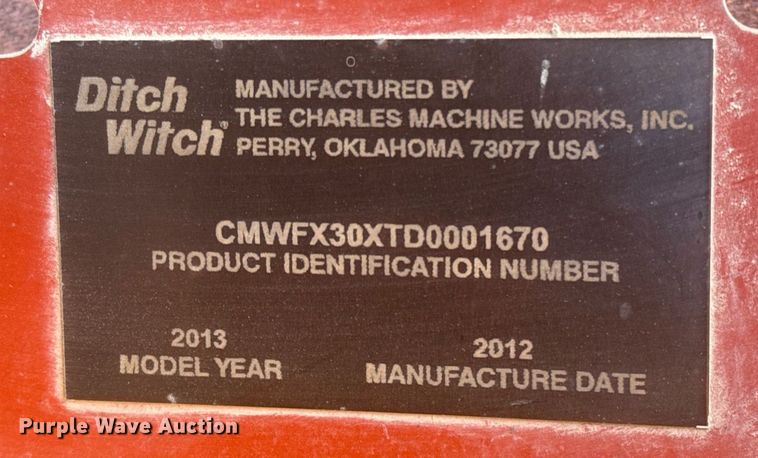 Ditch Witch®
MANUFACTURED BY
THE CHARLES MACHINE WORKS, INC.
PERRY, OKLAHOMA 73077 USA
CMWFX30XTD0001670
PRODUCT IDENTIFICATION NUMBER
2013
MODEL YEAR
2012
MANUFACTURE DATE
Purple Wave Auction